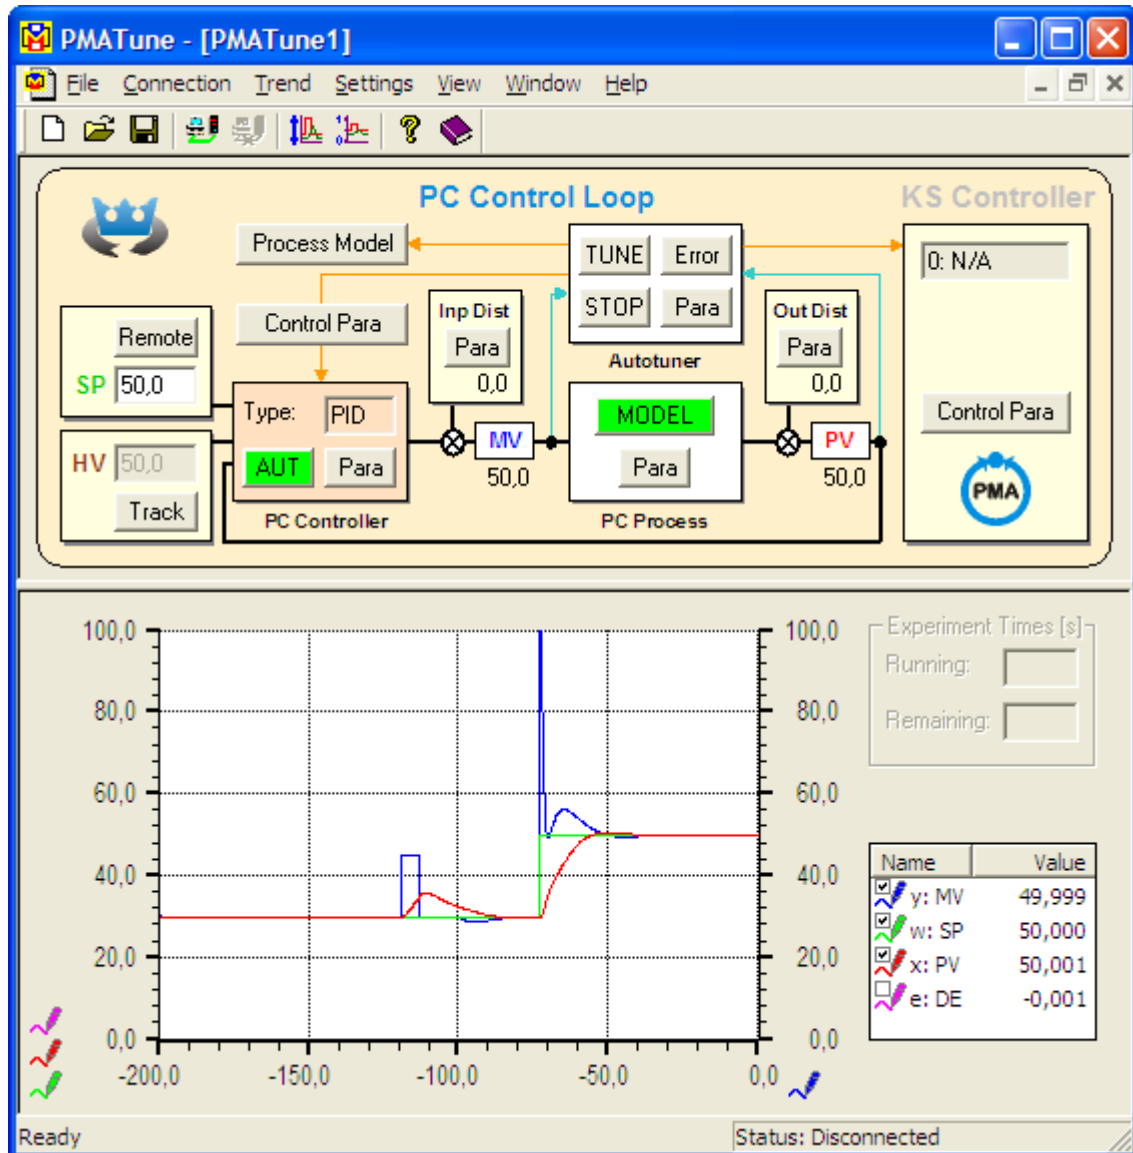 PMATune - [PMATune1]
File Connection Trend Settings View Window Help
PC Control Loop
KS Controller
Process Model
TUNE Error
0: N/A
Control Para
Inp Dist
STOP Para
Out Dist
Remote
Para
Para
SP 50,0
0,0
Autotuner
0,0
Type: PID
MODEL
Control Para
HV 50,0
AUT Para
MV
50,0
Para
PV
50,0
PMA
Track
PC Controller
PC Process
100,0
80,0
60,0
40,0
20,0
0,0
-200,0 -150,0 -100,0 -50,0 0,0
100,0
80,0
60,0
40,0
20,0
0,0
Experiment Times [s]
Running:
Remaining:
Name Value
y: MV 49,999
w: SP 50,000
x: PV 50,001
e: DE -0,001
Ready
Status: Disconnected